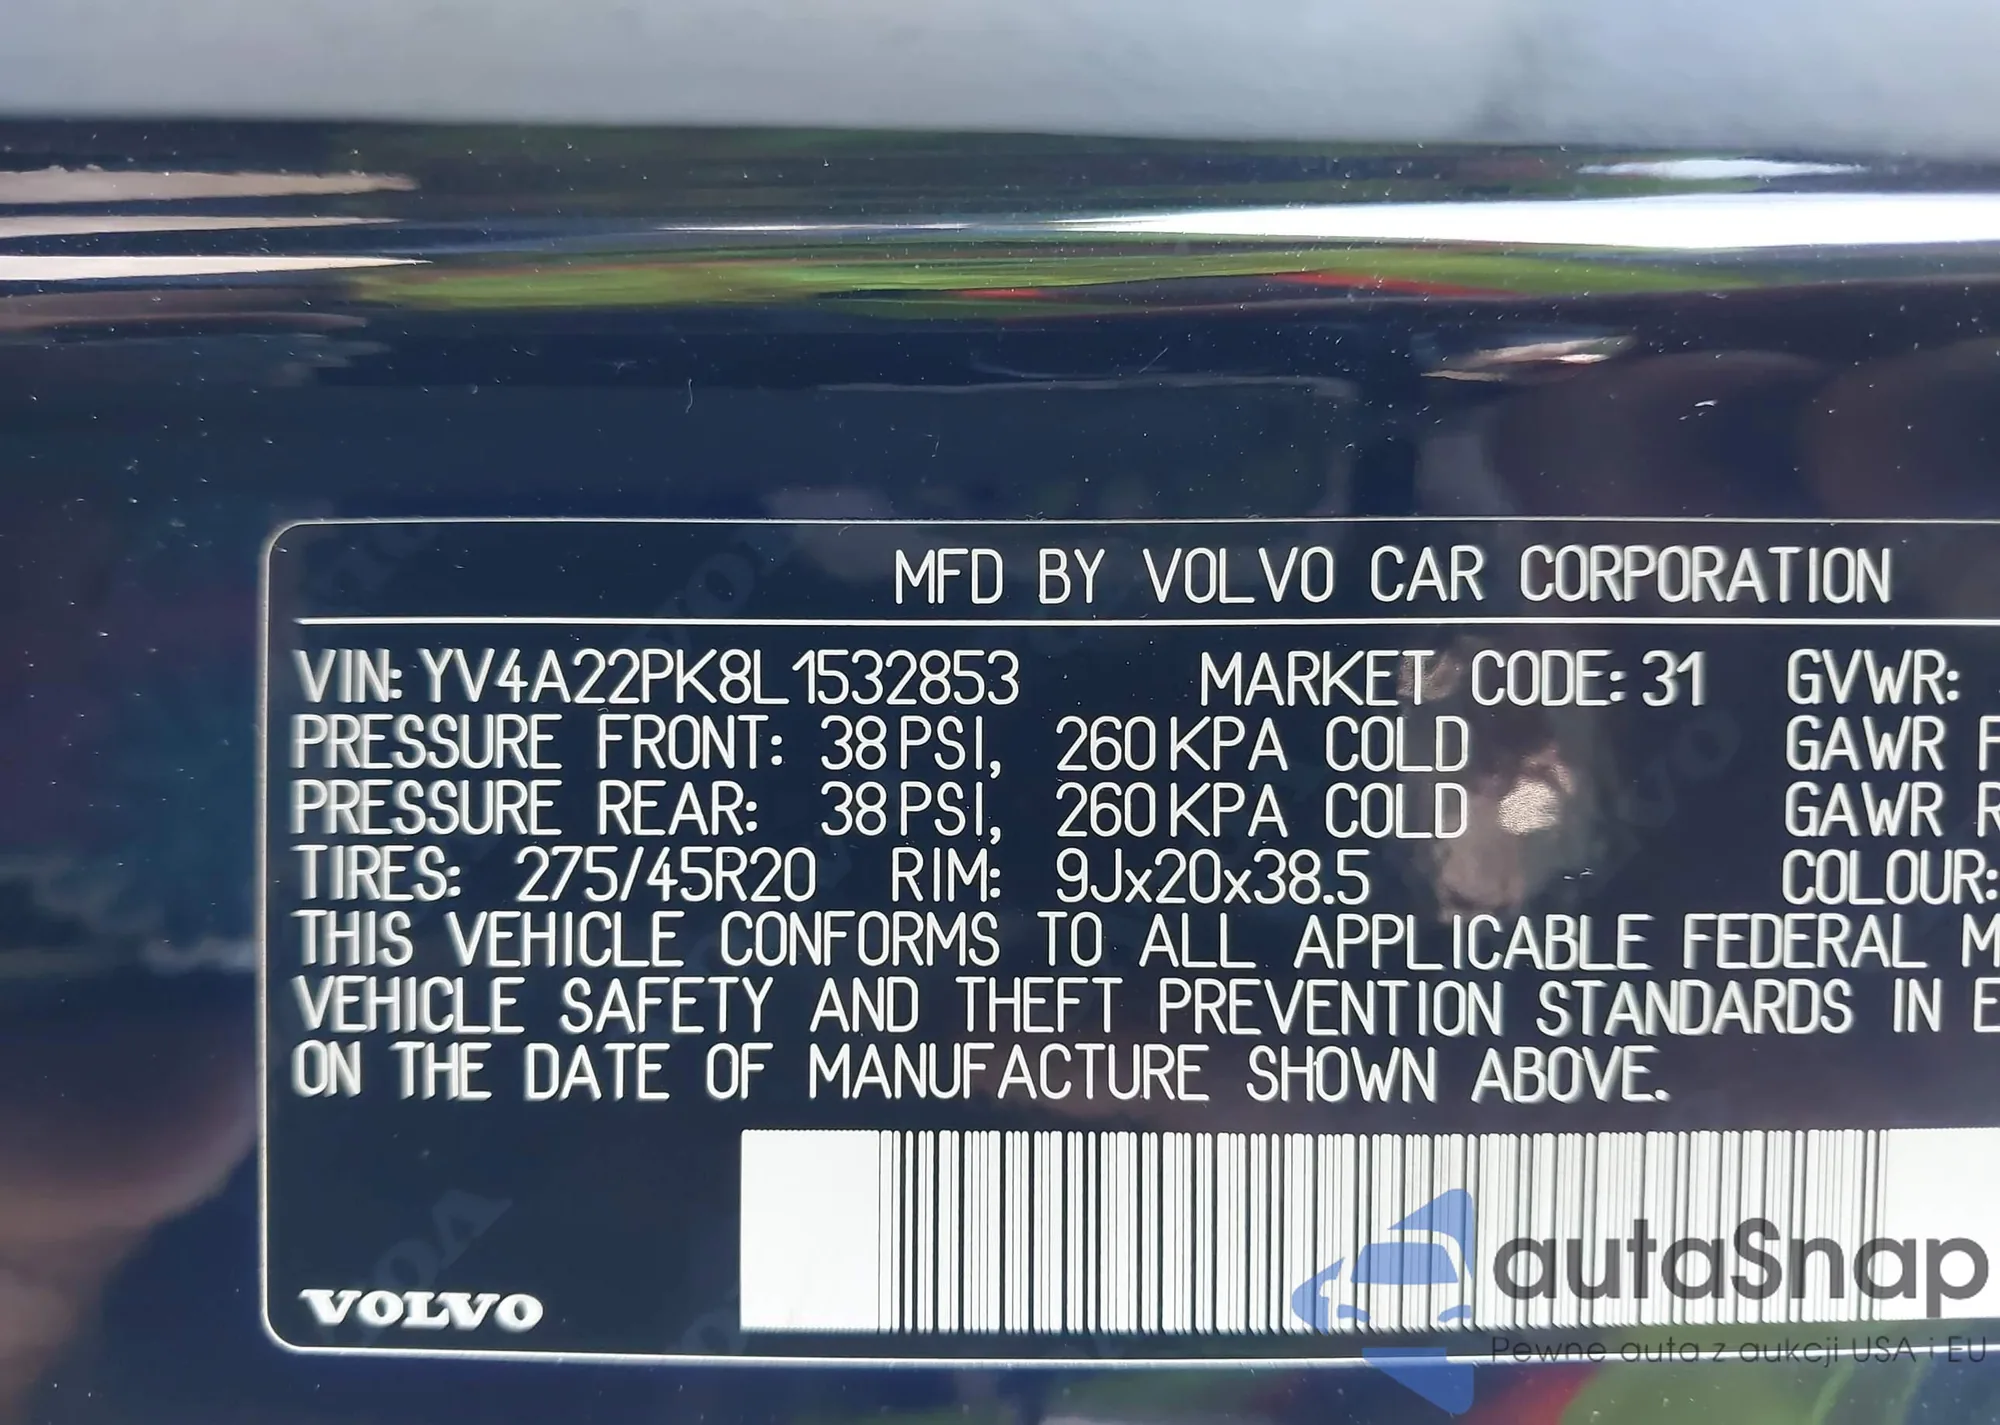 MFD BY VOLVO CAR CORPORATION
VIN: YV4A22PK8L1532853 MARKET CODE: 31 GVWR:
PRESSURE FRONT: 38 PSI, 260 KPA COLD GAWR F
PRESSURE REAR: 38 PSI, 260 KPA COLD GAWR R
TIRES: 275/45R20 RIM: 9Jx20x38.5 COLOUR:
THIS VEHICLE CONFORMS TO ALL APPLICABLE FEDERAL M
VEHICLE SAFETY AND THEFT PREVENTION STANDARDS IN E
ON THE DATE OF MANUFACTURE SHOWN ABOVE.
VOLVO
autaSnap
Pewne auta z aukcji USA i EU